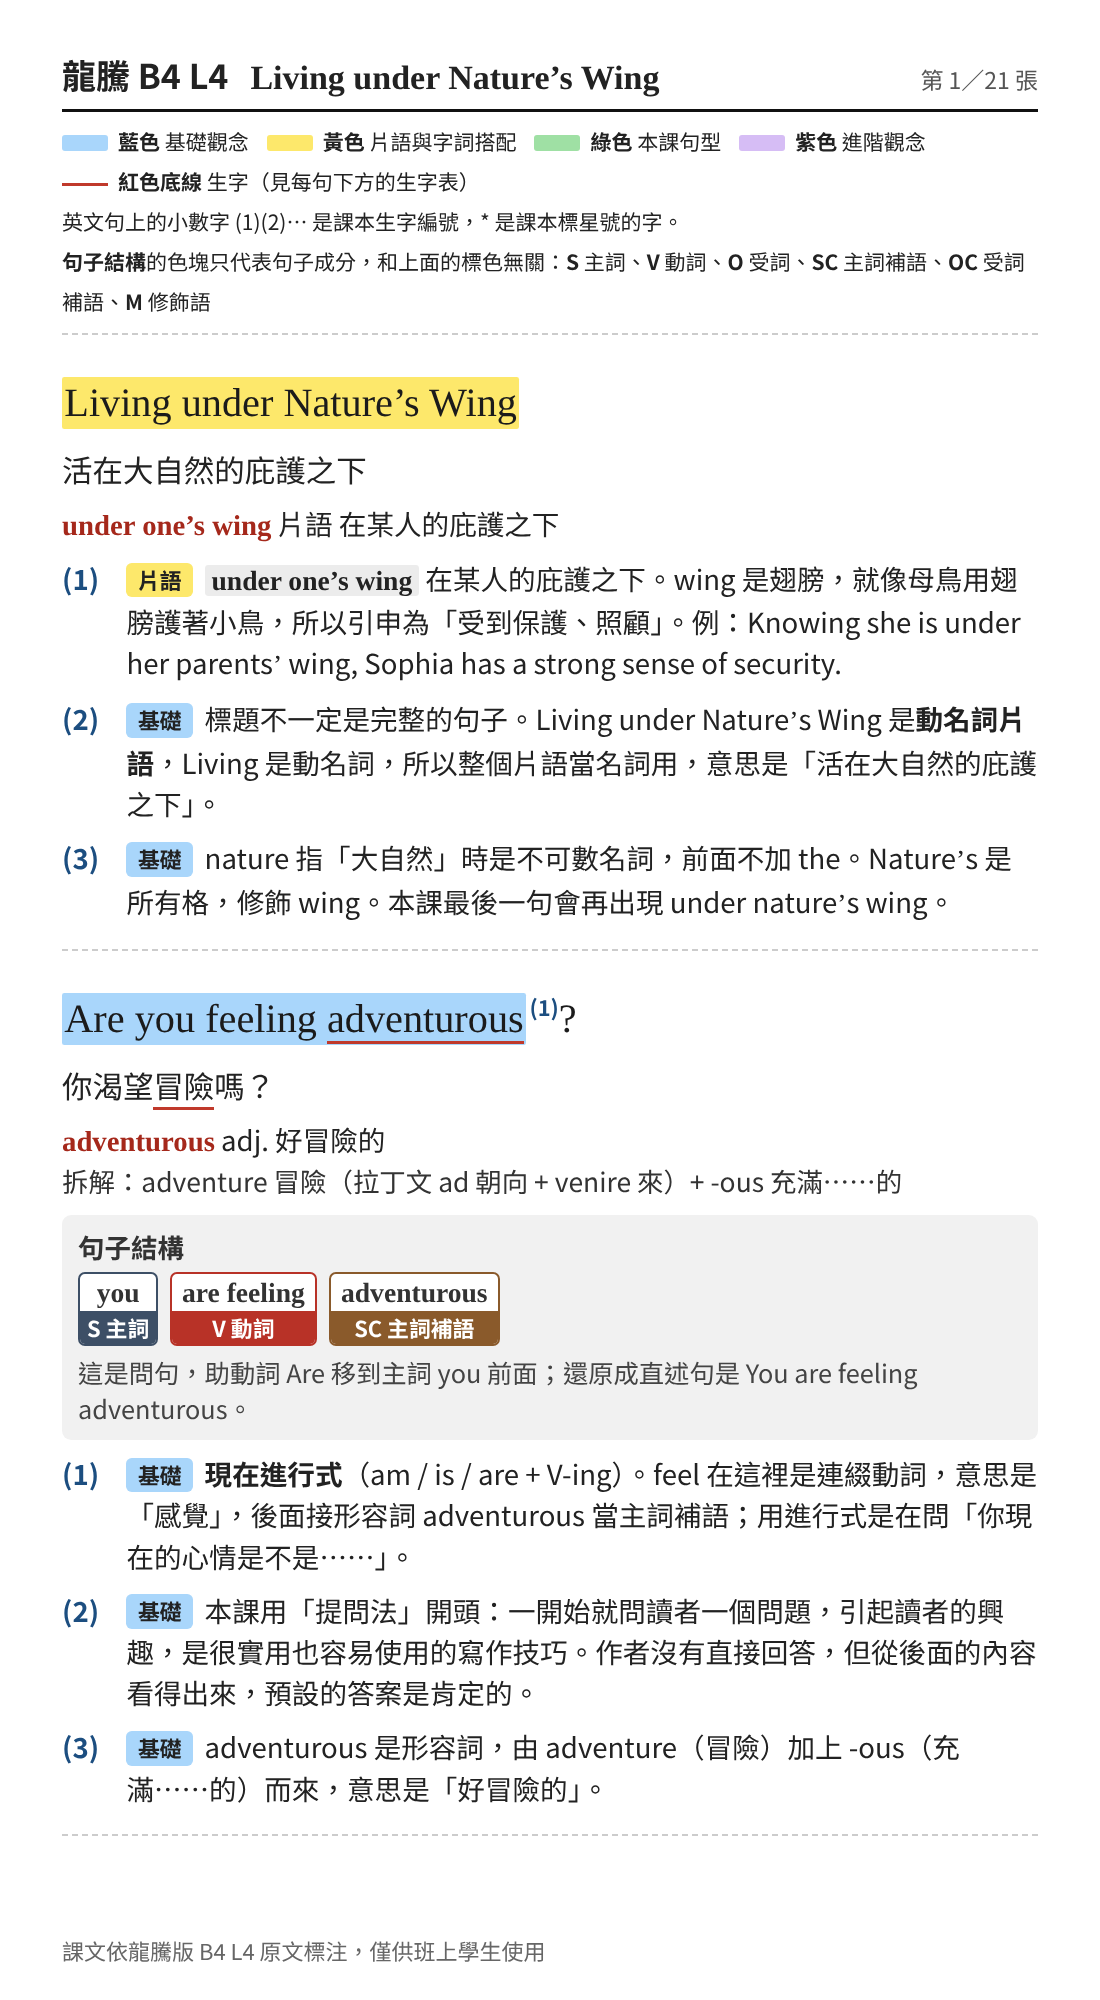 龍騰 B4 L4 Living under Nature’s Wing 第 1／21 張
藍色 基礎觀念 黃色 片語與字詞搭配 綠色 本課句型 紫色 進階觀念
紅色底線 生字（見每句下方的生字表）
英文句上的小數字 (1)(2)… 是課本生字編號，* 是課本標星號的字。
句子結構的色塊只代表句子成分，和上面的標色無關：S 主詞、V 動詞、O 受詞、SC 主詞補語、OC 受詞
補語、M 修飾語
Living under Nature’s Wing
活在大自然的庇護之下
under one’s wing 片語 在某人的庇護之下
(1) 片語 under one’s wing 在某人的庇護之下。wing 是翅膀，就像母鳥用翅
膀護著小鳥，所以引申為「受到保護、照顧」。例：Knowing she is under
her parents’ wing, Sophia has a strong sense of security.
(2) 基礎 標題不一定是完整的句子。Living under Nature’s Wing 是動名詞片
語，Living 是動名詞，所以整個片語當名詞用，意思是「活在大自然的庇護
之下」。
(3) 基礎 nature 指「大自然」時是不可數名詞，前面不加 the。Nature’s 是
所有格，修飾 wing。本課最後一句會再出現 under nature’s wing。
Are you feeling adventurous(1)?
你渴望冒險嗎？
adventurous adj. 好冒險的
拆解：adventure 冒險（拉丁文 ad 朝向 + venire 來）+ -ous 充滿……的
句子結構
you are feeling adventurous
S 主詞 V 動詞 SC 主詞補語
這是問句，助動詞 Are 移到主詞 you 前面；還原成直述句是 You are feeling
adventurous。
(1) 基礎 現在進行式（am / is / are + V-ing）。feel 在這裡是連綴動詞，意思是
「感覺」，後面接形容詞 adventurous 當主詞補語；用進行式是在問「你現
在的心情是不是……」。
(2) 基礎 本課用「提問法」開頭：一開始就問讀者一個問題，引起讀者的興
趣，是很實用也容易使用的寫作技巧。作者沒有直接回答，但從後面的內容
看得出來，預設的答案是肯定的。
(3) 基礎 adventurous 是形容詞，由 adventure（冒險）加上 -ous（充
滿……的）而來，意思是「好冒險的」。
課文依龍騰版 B4 L4 原文標注，僅供班上學生使用